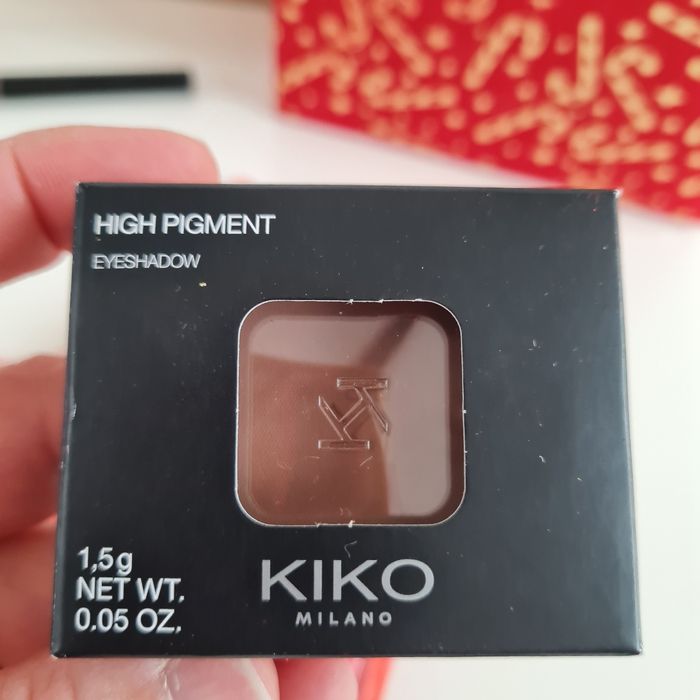 HIGH PIGMENT
EYESHADOW
1,5g
NET WT.
0.05 OZ.
KIKO
MILANO